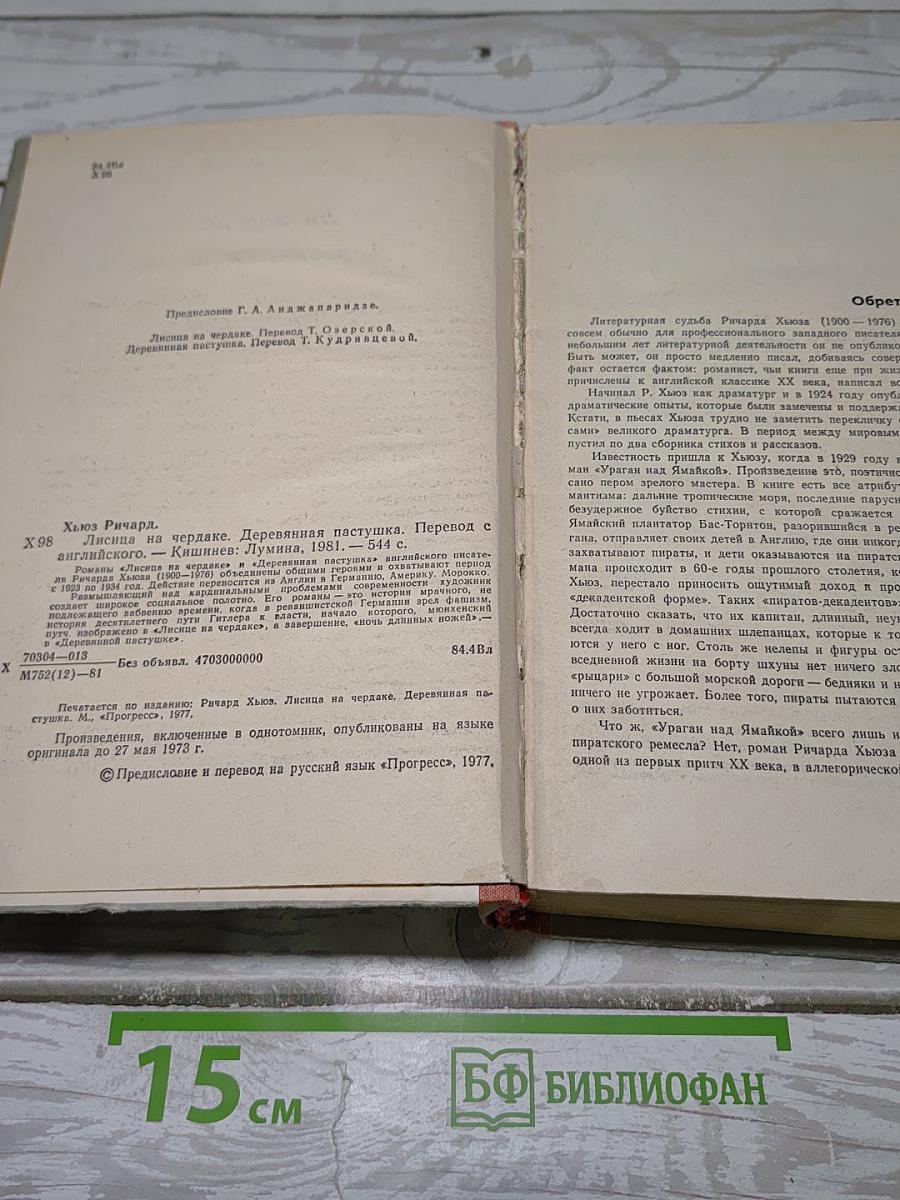 84.4Вл
Х 98
Предисловие Г. А. Анджапаридзе.
Лисица на чердаке. Перевод Т. Озерской.
Деревянная пастушка. Перевод Т. Кудрявцевой.
Хьюз Ричард.
Х 98 Лисица на чердаке. Деревянная пастушка. Перевод с
английского. — Кишинев: Лумина, 1981. — 544 с.
Романы «Лисица на чердаке» и «Деревянная пастушка» английского писате-
ля Ричарда Хьюза (1900—1976) объединены общими героями и охватывают период
с 1923 по 1934 год. Действие переносится из Англии в Германию, Америку, Марокко.
Размышляющий над кардинальными проблемами современности художник
создает широкое социальное полотно. Его романы — это история мрачного, не
подлежащего забвению времени, когда в реваншистской Германии зрел фашизм,
история десятилетнего пути Гитлера к власти, начало которого, мюнхенский
путч, изображено в «Лисице на чердаке», а завершение, «ночь длинных ножей»,—
в «Деревянной пастушке».
Х 70304—013
М752(12)—81 Без объявл. 4703000000 84.4Вл
Печатается по изданию: Ричард Хьюз. Лисица на чердаке. Деревянная па-
стушка. М., «Прогресс», 1977.
Произведения, включенные в однотомник, опубликованы на языке
оригинала до 27 мая 1973 г.
© Предисловие и перевод на русский язык «Прогресс», 1977.
Обрет
Литературная судьба Ричарда Хьюза (1900—1976)
совсем обычно для профессионального западного писателя
небольшим лет литературной деятельности он не опублико
Быть может, он просто медленно писал, добиваясь совер
факт остается фактом: романист, чьи книги еще при жиз
причислены к английской классике XX века, написал вс
Начинал Р. Хьюз как драматург и в 1924 году опубл
драматические опыты, которые были замечены и поддерж
Кстати, в пьесах Хьюза трудно не заметить перекличку
сами» великого драматурга. В период между мировым
пустил по два сборника стихов и рассказов.
Известность пришла к Хьюзу, когда в 1929 году в
ман «Ураган над Ямайкой». Произведение это, поэтичес
сано пером зрелого мастера. В книге есть все атрибут
мантизма: дальние тропические моря, последние парусн
безудержное буйство стихии, с которой сражается
Ямайский плантатор Бас-Торнтон, разорившийся в ре
гана, отправляет своих детей в Англию, где они никогд
захватывают пираты, и дети оказываются на пиратск
мана происходит в 60-е годы прошлого столетия, ко
Хьюз, перестало приносить ощутимый доход и про
«декадентской форме». Таких «пиратов-декадентов»
Достаточно сказать, что их капитан, длинный, неук
всегда ходит в домашних шлепанцах, которые к то
ются у него с ног. Столь же нелепы и фигуры ост
вседневной жизни на борту шхуны нет ничего зло
«рыцари» с большой морской дороги — бедняки и н
ничего не угрожает. Более того, пираты пытаются
о них заботиться.
Что ж, «Ураган над Ямайкой» всего лишь и
пиратского ремесла? Нет, роман Ричарда Хьюза
одной из первых притч XX века, в аллегорической
15 см
БФ БИБЛИОФАН